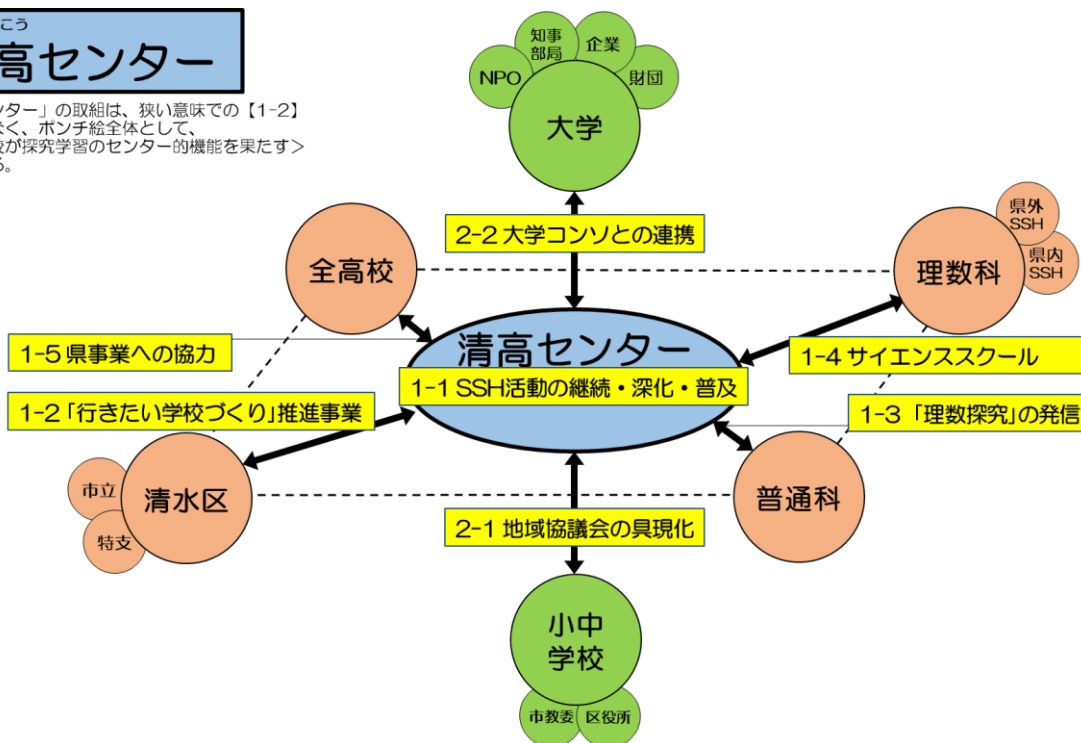 こう
高センター
ンター」の取組は、狭い意味での【1-2】
なく、ポンチ絵全体として、
校が探究学習のセンター的機能を果たす>
る。
知事
部局
企業
NPO
財団
大学
2-2 大学コンソとの連携
県外
SSH
県内
SSH
全高校
理数科
清高センター
1-1 SSH活動の継続・深化・普及
1-5 県事業への協力
1-4 サイエンススクール
1-2「行きたい学校づくり」推進事業
1-3 「理数探究」の発信
市立
特支
清水区
普通科
2-1 地域協議会の具現化
小中
学校
市教委
区役所